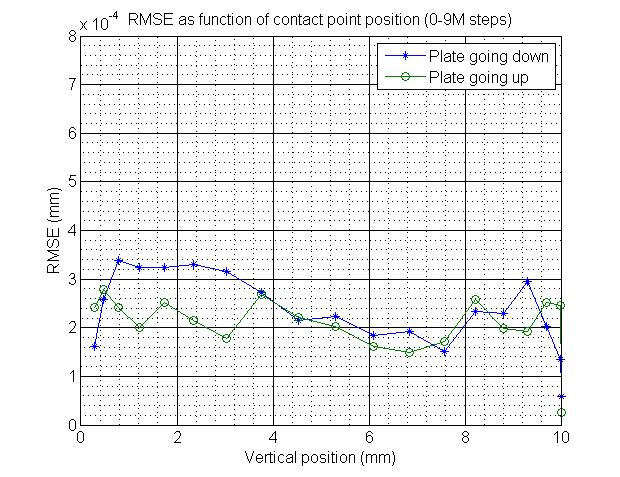 x 10⁻⁴ RMSE as function of contact point position (0-9M steps)
8
7
6
5
4
3
2
1
0
RMSE (mm)
Plate going down
Plate going up
0 2 4 6 8 10
Vertical position (mm)